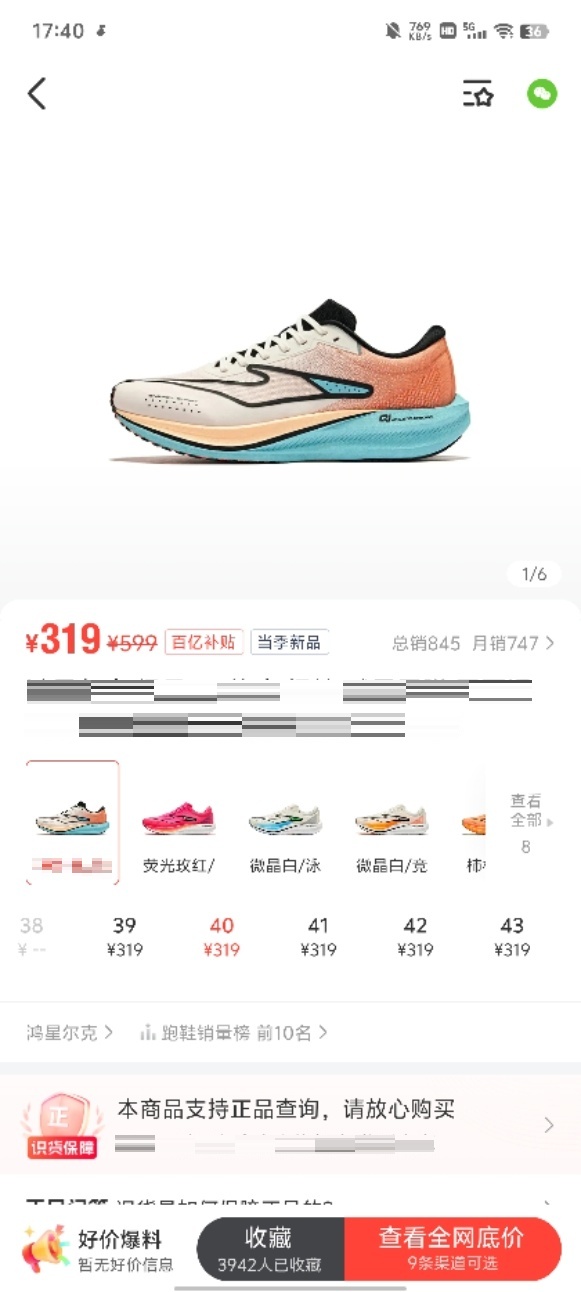 17:40
769 KB/s HD 5G 36
1/6
¥319 ¥599 百亿补贴 当季新品 总销845 月销747
荧光玫红/ 微晶白/泳 微晶白/竞
查看
全部
8
38 39 40 41 42 43
¥ -- ¥319 ¥319 ¥319 ¥319 ¥319
鸿星尔克 跑鞋销量榜 前10名
正
识货保障
本商品支持正品查询，请放心购买
好价爆料
暂无好价信息
收藏
3942人已收藏
查看全网底价
9条渠道可选